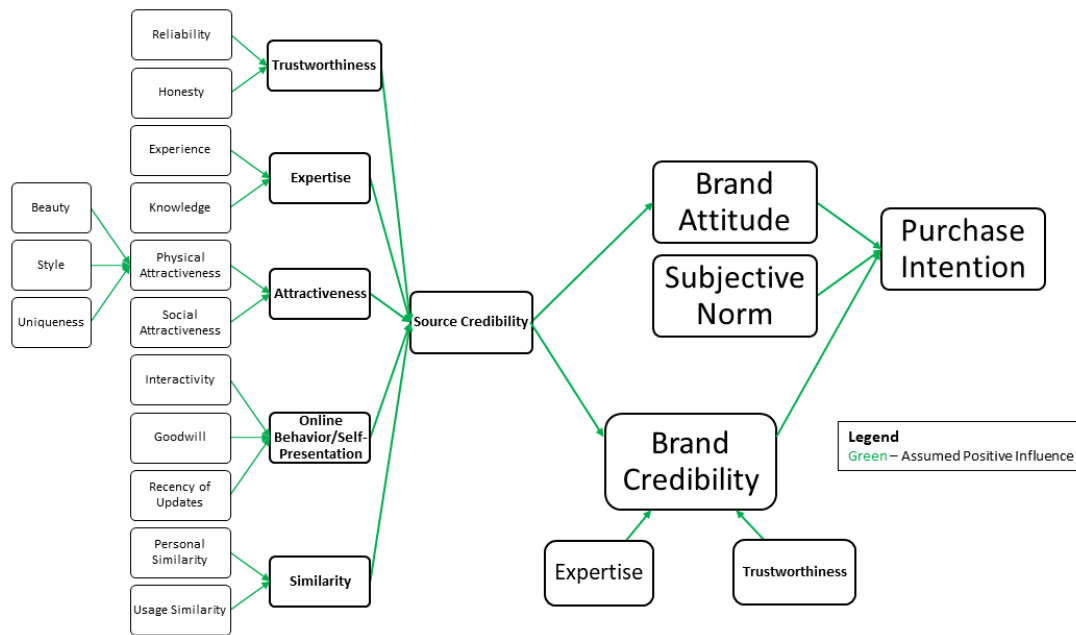 Reliability
Honesty
Trustworthiness
Experience
Knowledge
Expertise
Beauty
Style
Uniqueness
Physical
Attractiveness
Social
Attractiveness
Attractiveness
Interactivity
Goodwill
Recency of
Updates
Online
Behavior/Self-
Presentation
Personal
Similarity
Usage Similarity
Similarity
Source Credibility
Brand
Attitude
Subjective
Norm
Purchase
Intention
Brand
Credibility
Expertise
Trustworthiness
Legend
Green – Assumed Positive Influence